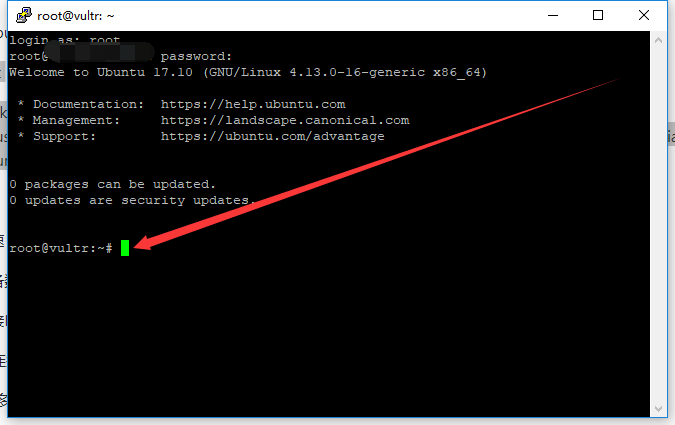 root@vultr: ~
login as: root
root@ password:
Welcome to Ubuntu 17.10 (GNU/Linux 4.13.0-16-generic x86_64)
* Documentation: https://help.ubuntu.com
* Management: https://landscape.canonical.com
* Support: https://ubuntu.com/advantage
0 packages can be updated.
0 updates are security updates.
root@vultr:~#